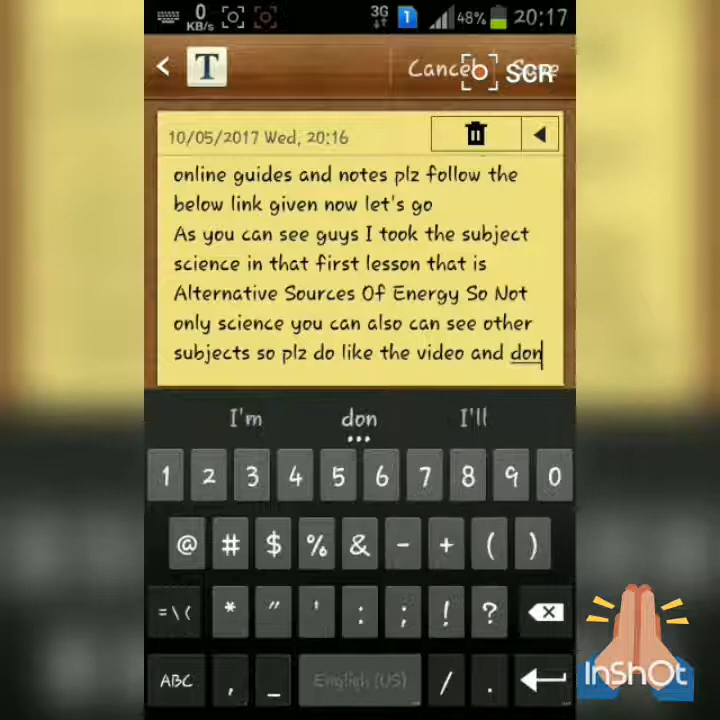 0 KB/s 3G 1 48% 20:17
T Cancel SCR
10/05/2017 Wed, 20:16
online guides and notes plz follow the
below link given now let's go
As you can see guys I took the subject
science in that first lesson that is
Alternative Sources Of Energy So Not
only science you can also can see other
subjects so plz do like the video and don
I'm don I'll
1 2 3 4 5 6 7 8 9 0
@ # $ % & - + ( )
=\( * " ' : ; ! ?
InShOt
ABC , _ English (US) / .